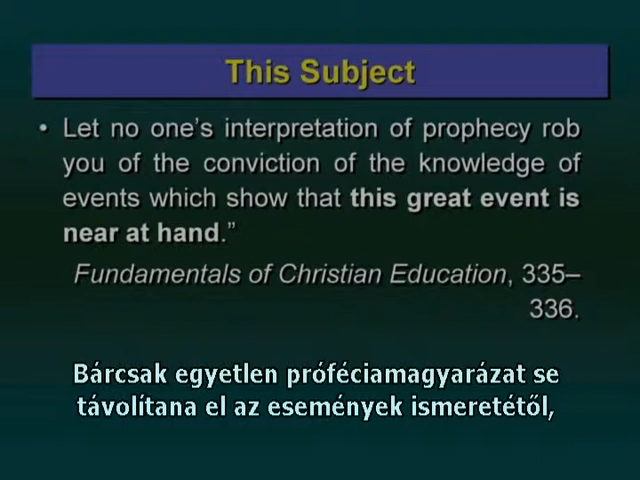 This Subject
• Let no one’s interpretation of prophecy rob
you of the conviction of the knowledge of
events which show that this great event is
near at hand.”
Fundamentals of Christian Education, 335–
336.
Bárcsak egyetlen próféciamagyarázat se
távolítana el az események ismeretétől,